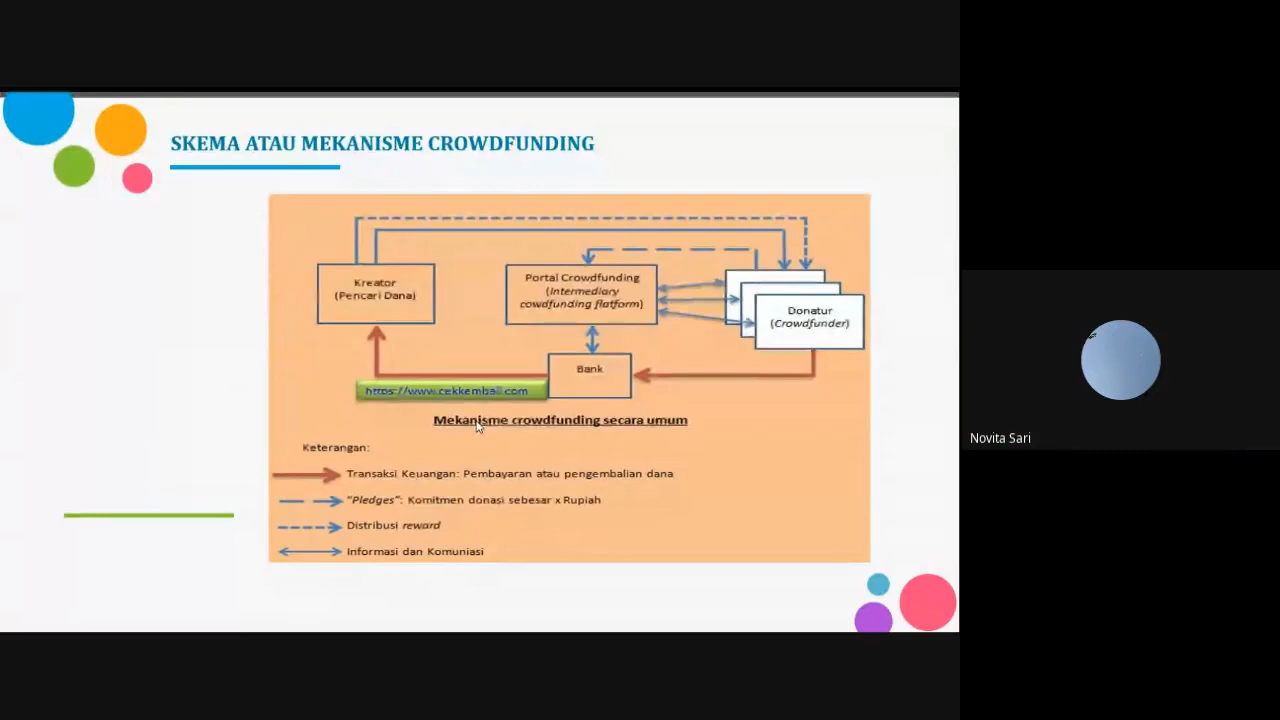 SKEMA ATAU MEKANISME CROWDFUNDING
Kreator
(Pencari Dana)
Portal Crowdfunding
(Intermediary
cowdfunding flatform)
Donatur
(Crowdfunder)
Bank
https://www.cekkembali.com
Mekanisme crowdfunding secara umum
Keterangan:
Transaksi Keuangan: Pembayaran atau pengembalian dana
"Pledges": Komitmen donasi sebesar x Rupiah
Distribusi reward
Informasi dan Komuniasi
Novita Sari